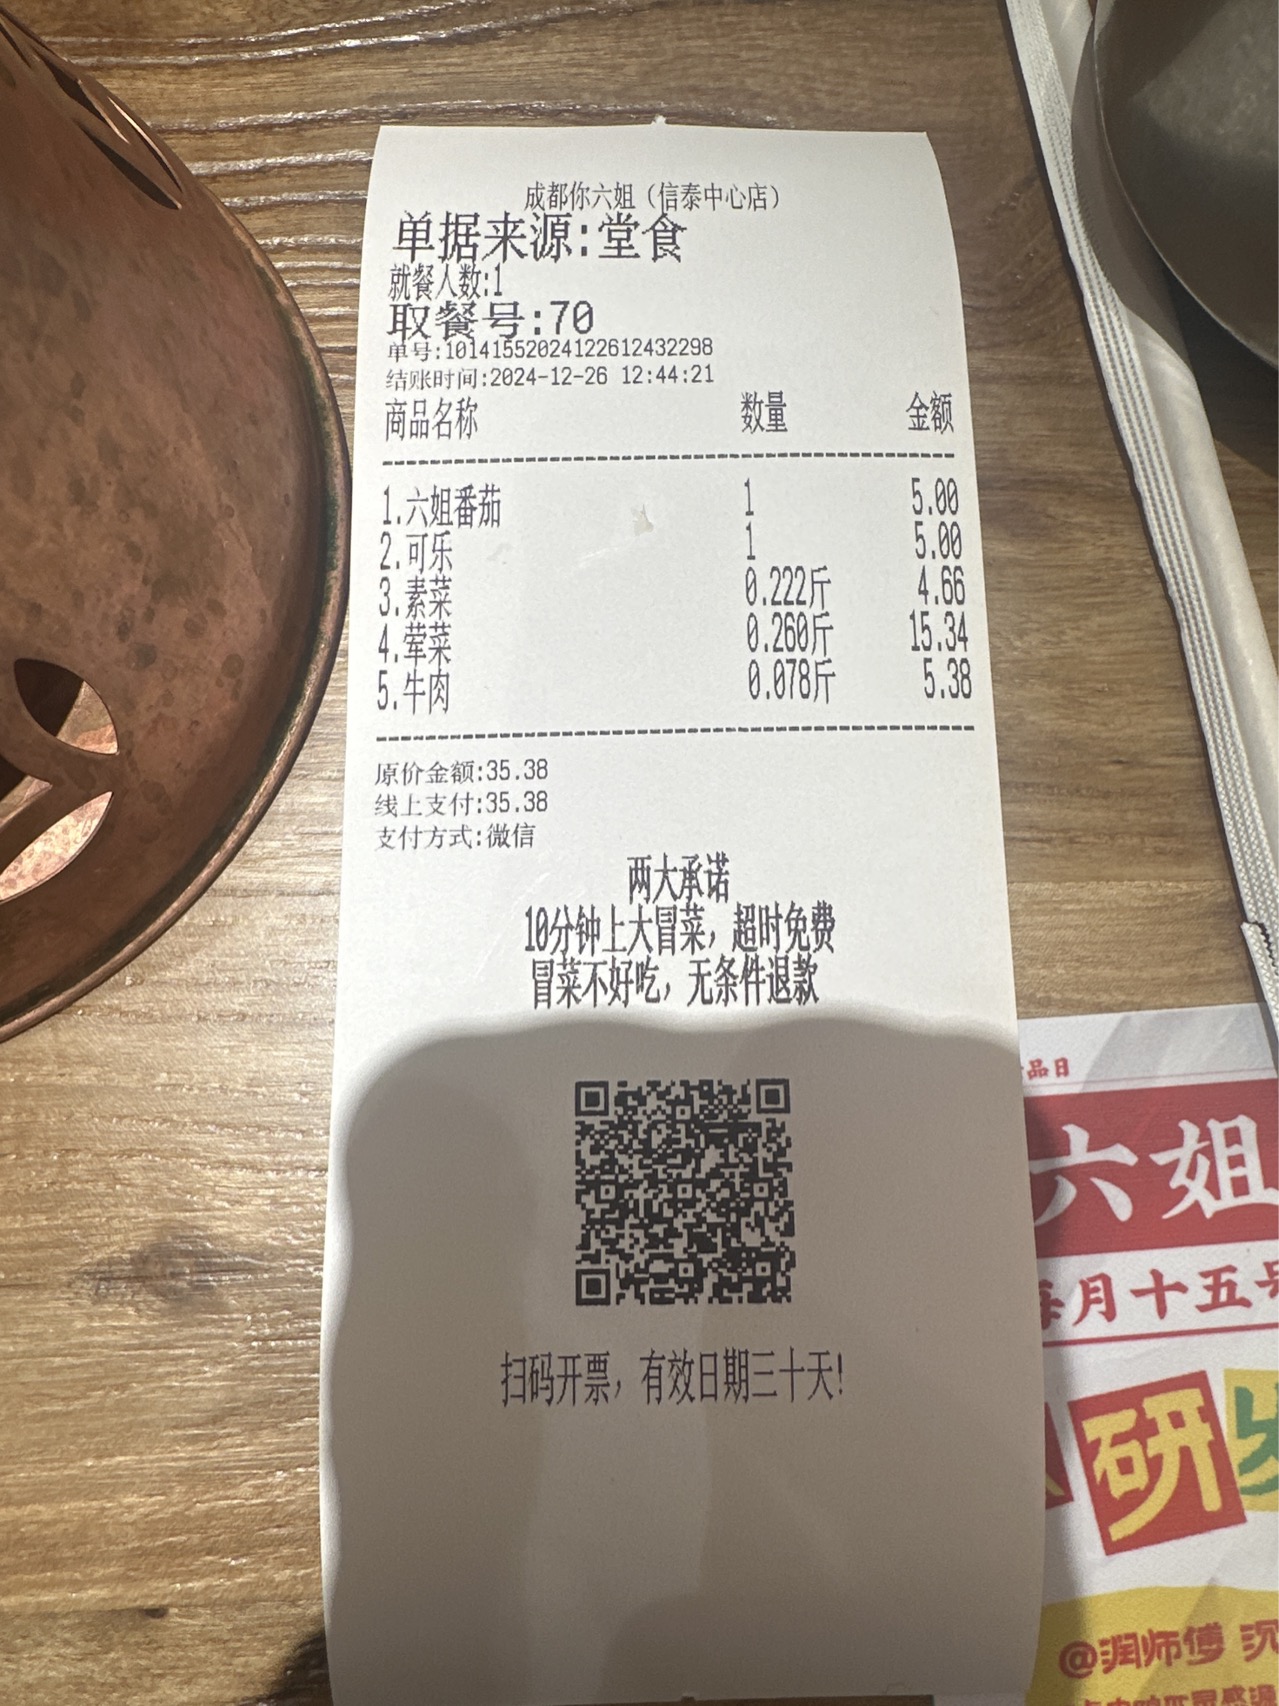 成都你六姐（信泰中心店）
单据来源:堂食
就餐人数:1
取餐号:70
单号:10141552024122612432298
结账时间:2024-12-26 12:44:21
商品名称 数量 金额
1.六姐番茄 1 5.00
2.可乐 1 5.00
3.素菜 0.222斤 4.66
4.荤菜 0.260斤 15.34
5.牛肉 0.078斤 5.38
原价金额:35.38
线上支付:35.38
支付方式:微信
两大承诺
10分钟上大冒菜，超时免费
冒菜不好吃，无条件退款
扫码开票，有效日期三十天!
品日
六姐
每月十五号
研发
@润师傅 沉